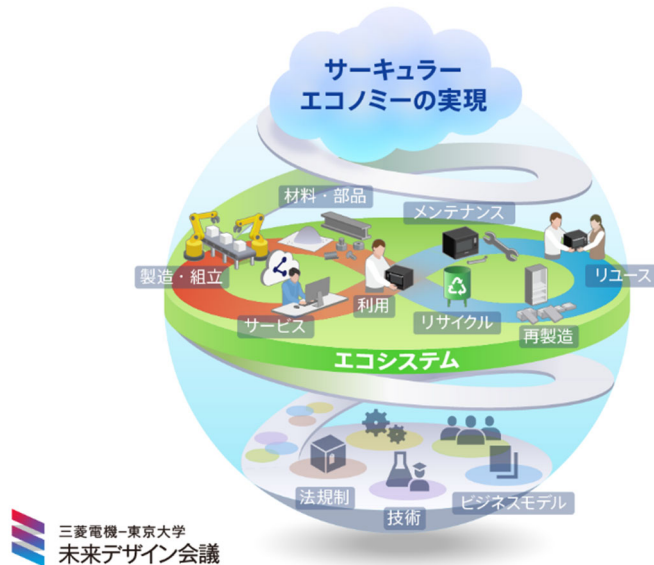 サーキュラー
エコノミーの実現
材料・部品
メンテナンス
製造・組立
リユース
サービス
利用
リサイクル
再製造
エコシステム
法規制
技術
ビジネスモデル
三菱電機−東京大学
未来デザイン会議